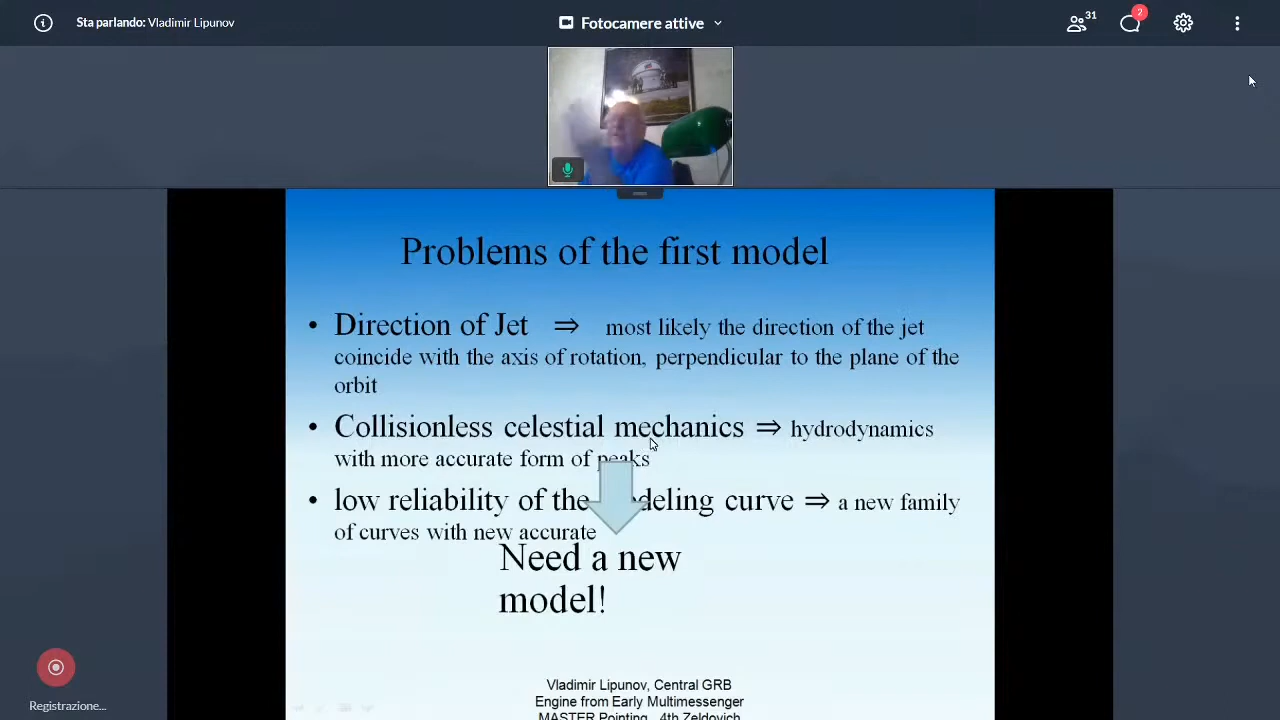 Sta parlando: Vladimir Lipunov
Fotocamere attive
31
2
Problems of the first model
• Direction of Jet ⇒ most likely the direction of the jet
coincide with the axis of rotation, perpendicular to the plane of the
orbit
• Collisionless celestial mechanics ⇒ hydrodynamics
with more accurate form of peaks
• low reliability of the modeling curve ⇒ a new family
of curves with new accurate
Need a new
model!
Registrazione...
Vladimir Lipunov, Central GRB
Engine from Early Multimessenger
MASTER Pointing, 4th Zeldovich